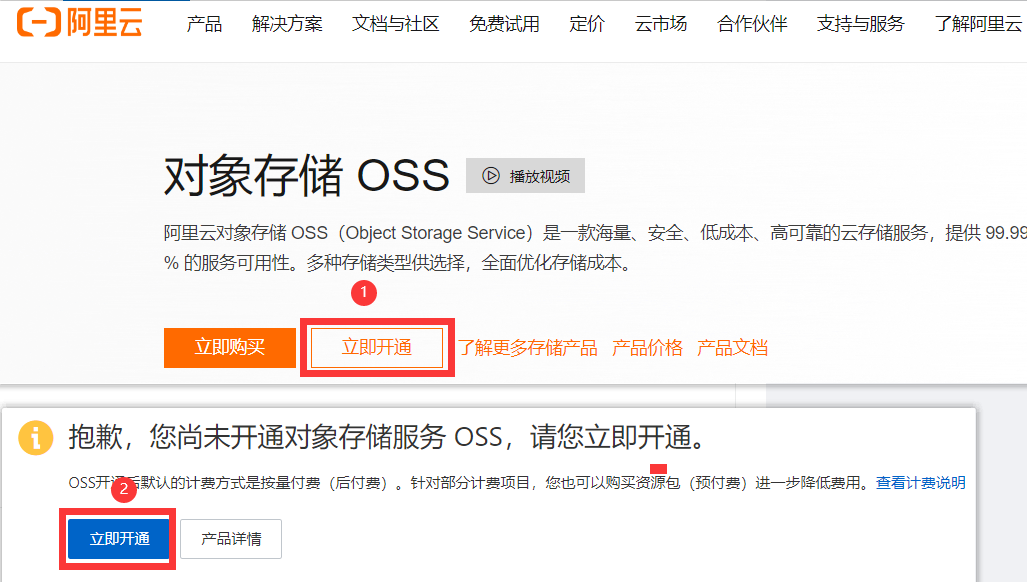 阿里云 产品 解决方案 文档与社区 免费试用 定价 云市场 合作伙伴 支持与服务 了解阿里云
对象存储 OSS 播放视频
阿里云对象存储 OSS（Object Storage Service）是一款海量、安全、低成本、高可靠的云存储服务，提供 99.99
% 的服务可用性。多种存储类型供选择，全面优化存储成本。
1
立即购买 立即开通 了解更多存储产品 产品价格 产品文档
抱歉，您尚未开通对象存储服务 OSS，请您立即开通。
OSS开通后默认的计费方式是按量付费（后付费）。针对部分计费项目，您也可以购买资源包（预付费）进一步降低费用。查看计费说明
2
立即开通 产品详情